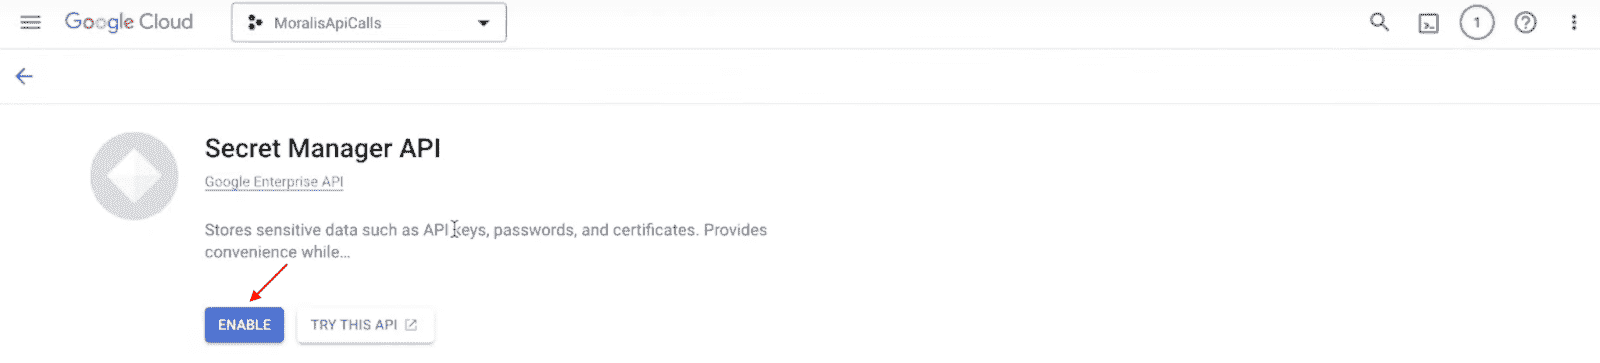 Google Cloud
MoralisApiCalls
1
Secret Manager API
Google Enterprise API
Stores sensitive data such as API keys, passwords, and certificates. Provides
convenience while...
ENABLE
TRY THIS API